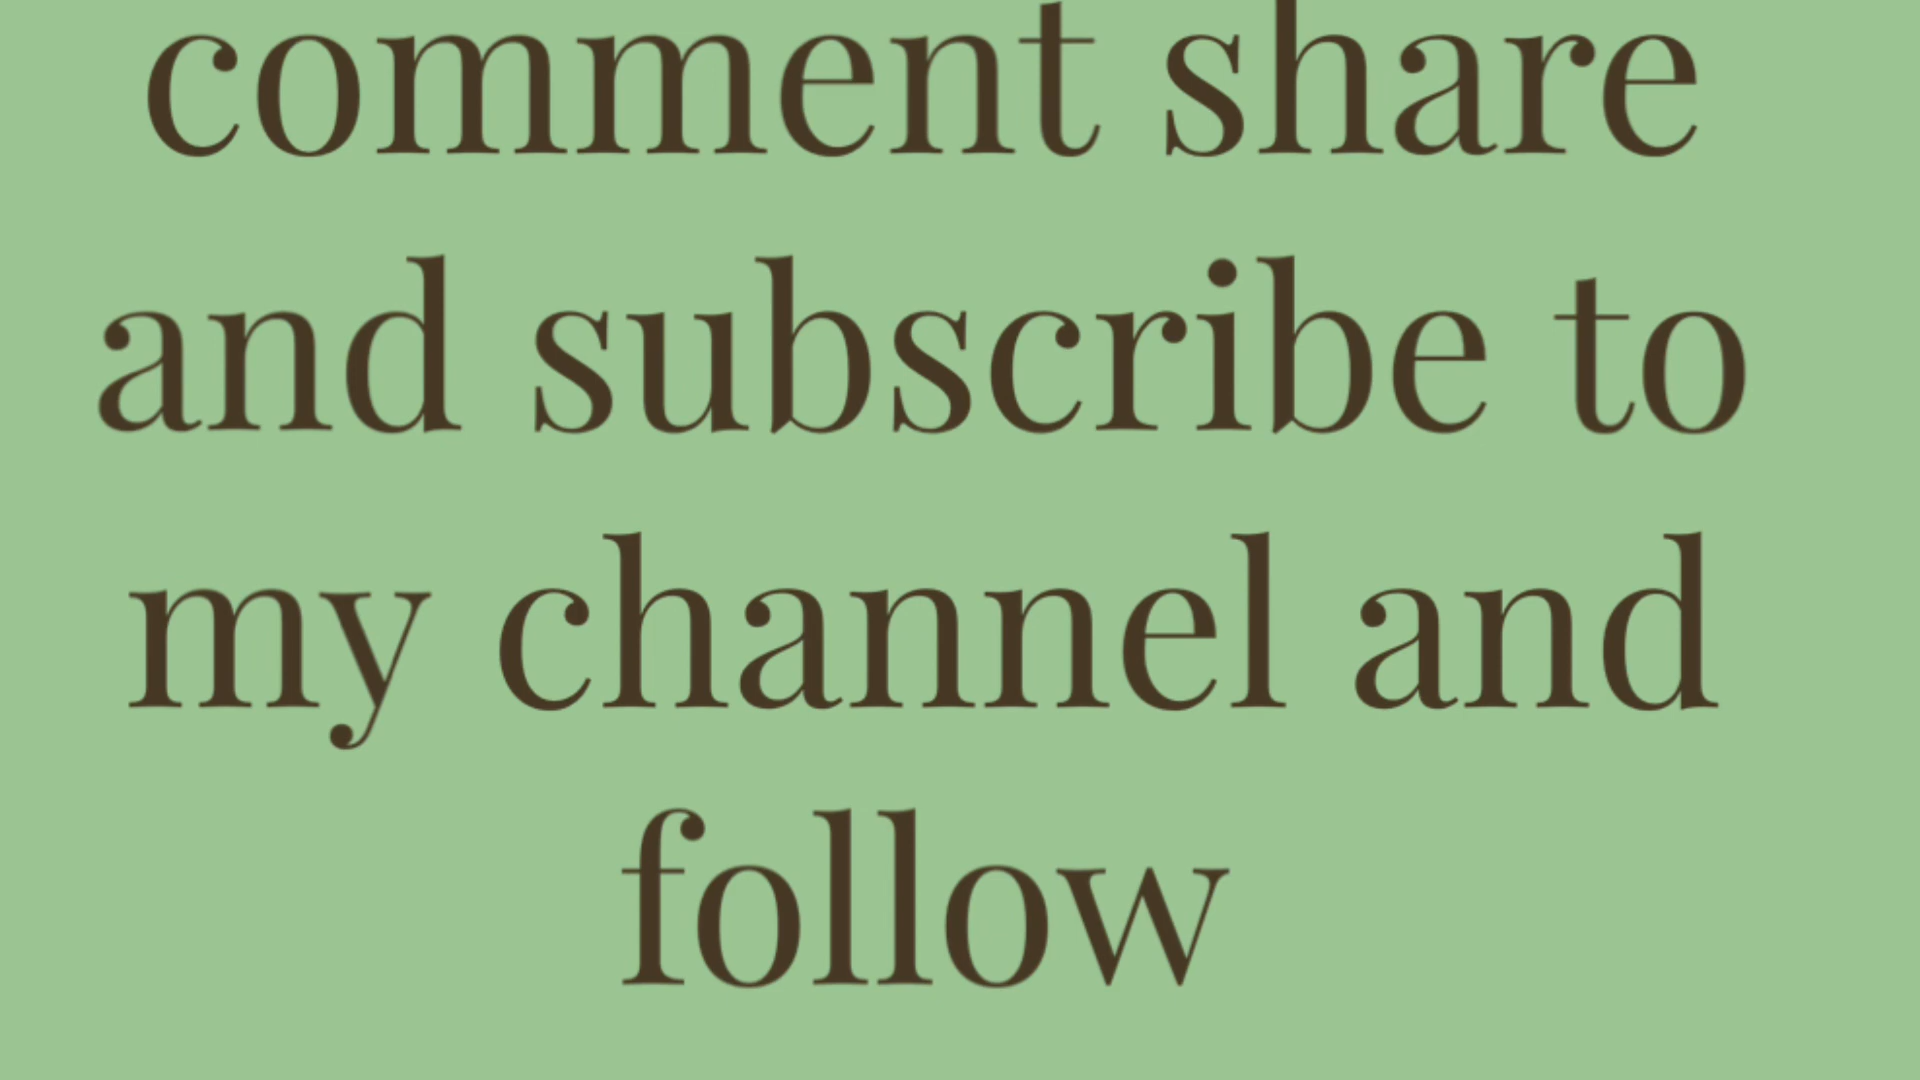 comment share
and subscribe to
my channel and
follow